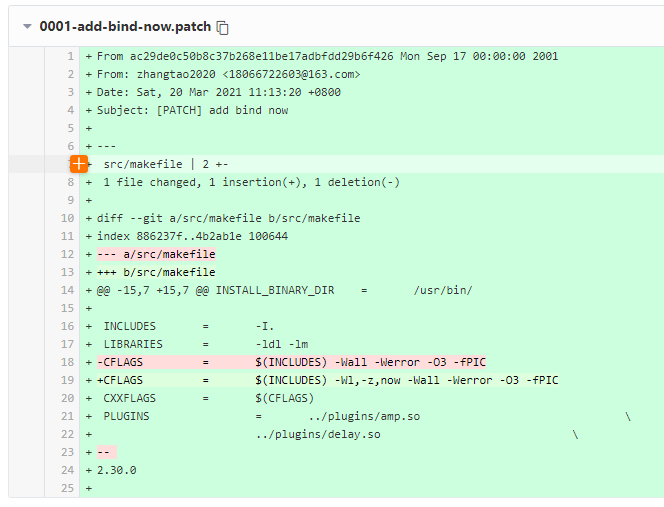 0001-add-bind-now.patch
1 + From ac29de0c50b8c37b268e11be17adbfdd29b6f426 Mon Sep 17 00:00:00 2001
2 + From: zhangtao2020 <18066722603@163.com>
3 + Date: Sat, 20 Mar 2021 11:13:20 +0800
4 + Subject: [PATCH] add bind now
5 +
6 + ---
7 + src/makefile | 2 +-
8 + 1 file changed, 1 insertion(+), 1 deletion(-)
9 +
10 + diff --git a/src/makefile b/src/makefile
11 + index 886237f..4b2ab1e 100644
12 + --- a/src/makefile
13 + +++ b/src/makefile
14 + @@ -15,7 +15,7 @@ INSTALL_BINARY_DIR = /usr/bin/
15 +
16 + INCLUDES = -I.
17 + LIBRARIES = -ldl -lm
18 + -CFLAGS = $(INCLUDES) -Wall -Werror -O3 -fPIC
19 + +CFLAGS = $(INCLUDES) -Wl,-z,now -Wall -Werror -O3 -fPIC
20 + CXXFLAGS = $(CFLAGS)
21 + PLUGINS = ../plugins/amp.so \
22 + ../plugins/delay.so \
23 + --
24 + 2.30.0
25 +